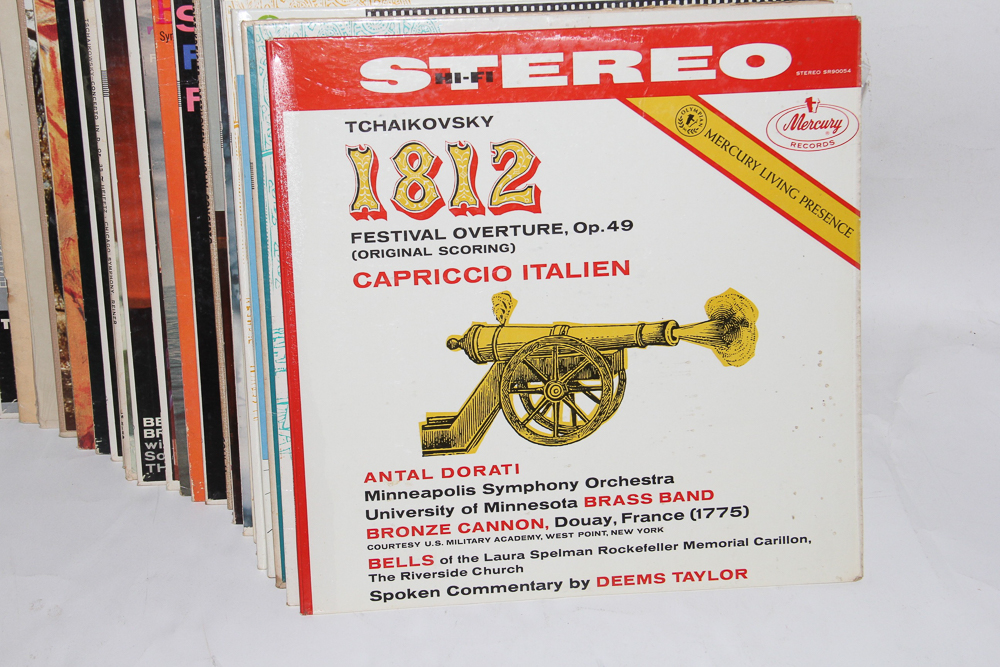 STEREO
HI-FI
STEREO SR90054
TCHAIKOVSKY
1812
FESTIVAL OVERTURE, Op. 49
(ORIGINAL SCORING)
CAPRICCIO ITALIEN
OLYMPIAN
MERCURY LIVING PRESENCE
Mercury
RECORDS
ANTAL DORATI
Minneapolis Symphony Orchestra
University of Minnesota BRASS BAND
BRONZE CANNON, Douay, France (1775)
COURTESY U.S. MILITARY ACADEMY, WEST POINT, NEW YORK
BELLS of the Laura Spelman Rockefeller Memorial Carillon,
The Riverside Church
Spoken Commentary by DEEMS TAYLOR